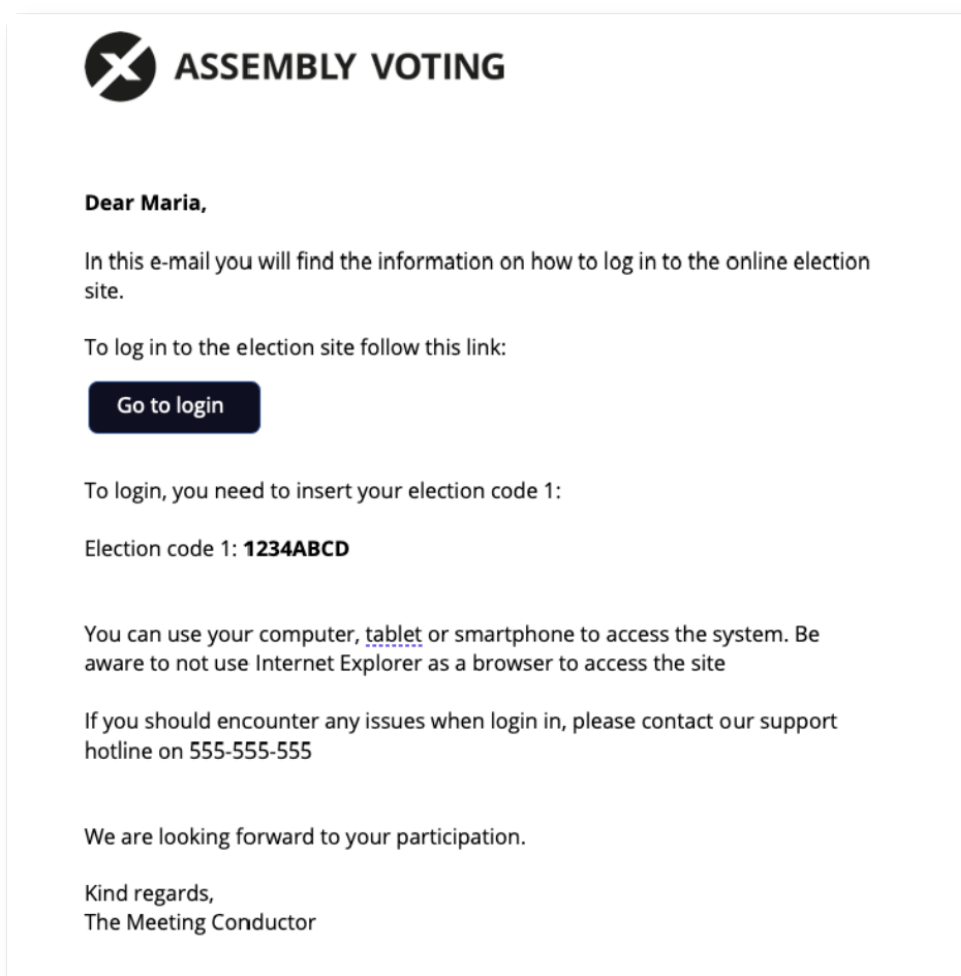 ASSEMBLY VOTING
Dear Maria,
In this e-mail you will find the information on how to log in to the online election
site.
To log in to the election site follow this link:
Go to login
To login, you need to insert your election code 1:
Election code 1: 1234ABCD
You can use your computer, tablet or smartphone to access the system. Be
aware to not use Internet Explorer as a browser to access the site
If you should encounter any issues when login in, please contact our support
hotline on 555-555-555
We are looking forward to your participation.
Kind regards,
The Meeting Conductor